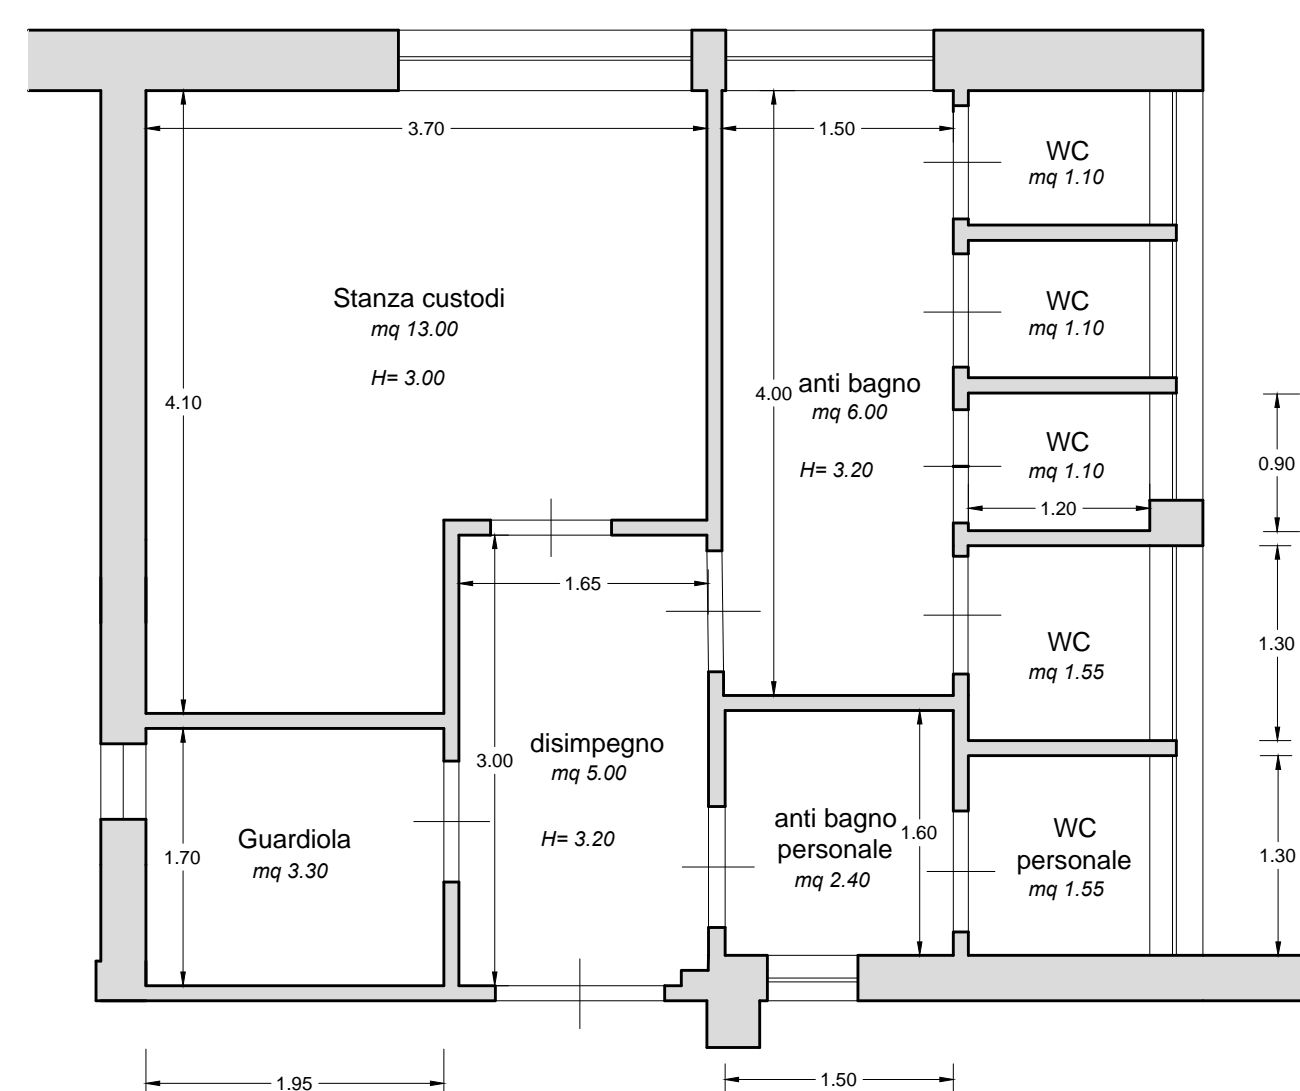 3.70
1.50
WC
mq 1.10
Stanza custodi
mq 13.00
H= 3.00
4.10
WC
mq 1.10
4.00
anti bagno
mq 6.00
H= 3.20
WC
mq 1.10
1.20
0.90
1.65
WC
mq 1.55
1.30
disimpegno
mq 5.00
H= 3.20
3.00
Guardiola
mq 3.30
1.70
anti bagno
personale
mq 2.40
1.60
WC
personale
mq 1.55
1.30
1.95
1.50